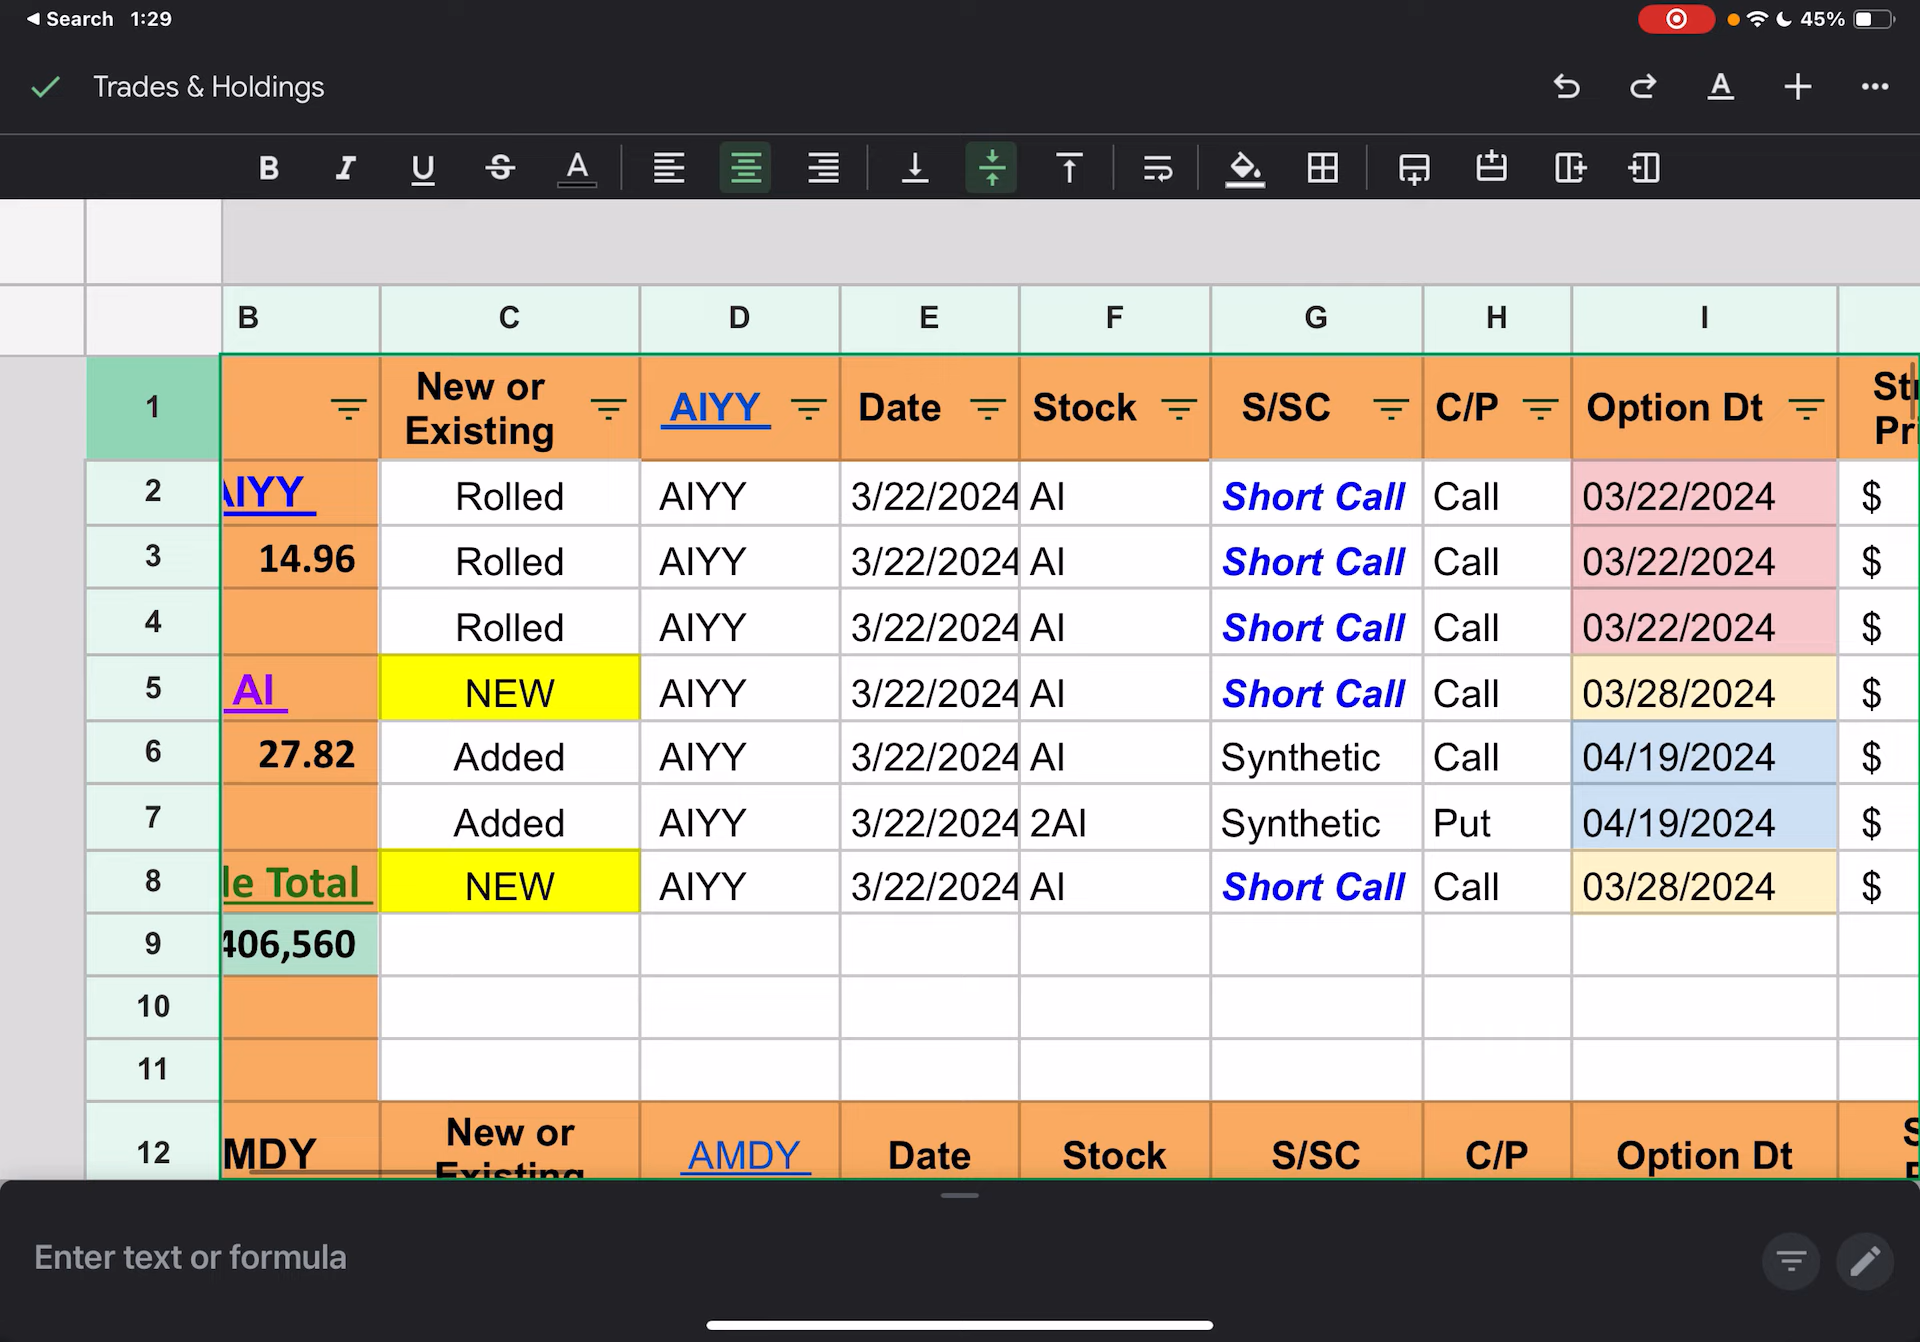 Search 1:29
45%
Trades & Holdings
B I U S A A
B C D E F G H I
1 New or Existing AIYY Date Stock S/SC C/P Option Dt
2 AIYY Rolled AIYY 3/22/2024 AI Short Call Call 03/22/2024 $
3 14.96 Rolled AIYY 3/22/2024 AI Short Call Call 03/22/2024 $
4 Rolled AIYY 3/22/2024 AI Short Call Call 03/22/2024 $
5 AI NEW AIYY 3/22/2024 AI Short Call Call 03/28/2024 $
6 27.82 Added AIYY 3/22/2024 AI Synthetic Call 04/19/2024 $
7 Added AIYY 3/22/2024 2AI Synthetic Put 04/19/2024 $
8 le Total NEW AIYY 3/22/2024 AI Short Call Call 03/28/2024 $
9 406,560
10
11
12 MDY New or Existing AMDY Date Stock S/SC C/P Option Dt
Enter text or formula